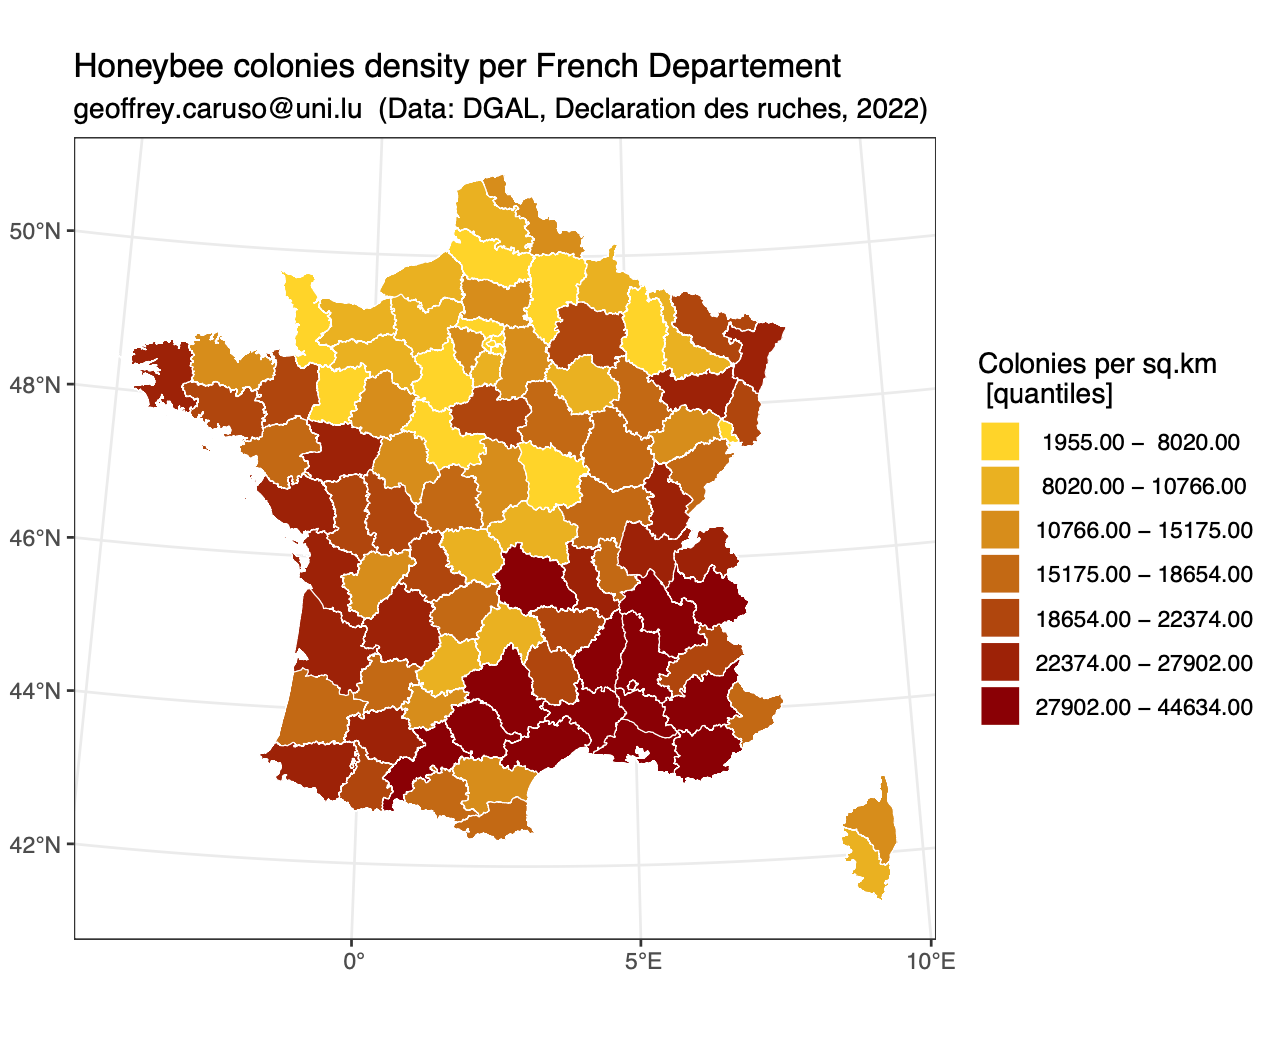 Honeybee colonies density per French Departement
geoffrey.caruso@uni.lu (Data: DGAL, Declaration des ruches, 2022)
50°N
48°N
46°N
44°N
42°N
0°
5°E
10°E
Colonies per sq.km
[quantiles]
1955.00 – 8020.00
8020.00 – 10766.00
10766.00 – 15175.00
15175.00 – 18654.00
18654.00 – 22374.00
22374.00 – 27902.00
27902.00 – 44634.00